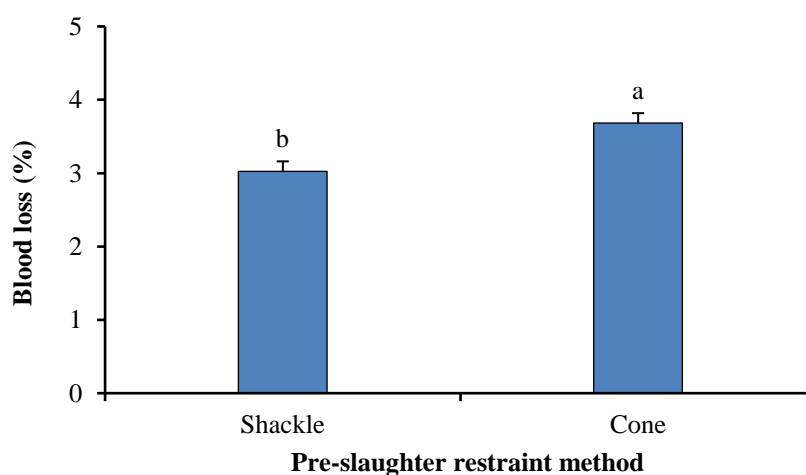 5
4
3
2
1
0
Blood loss (%)
b
a
Shackle Cone
Pre-slaughter restraint method